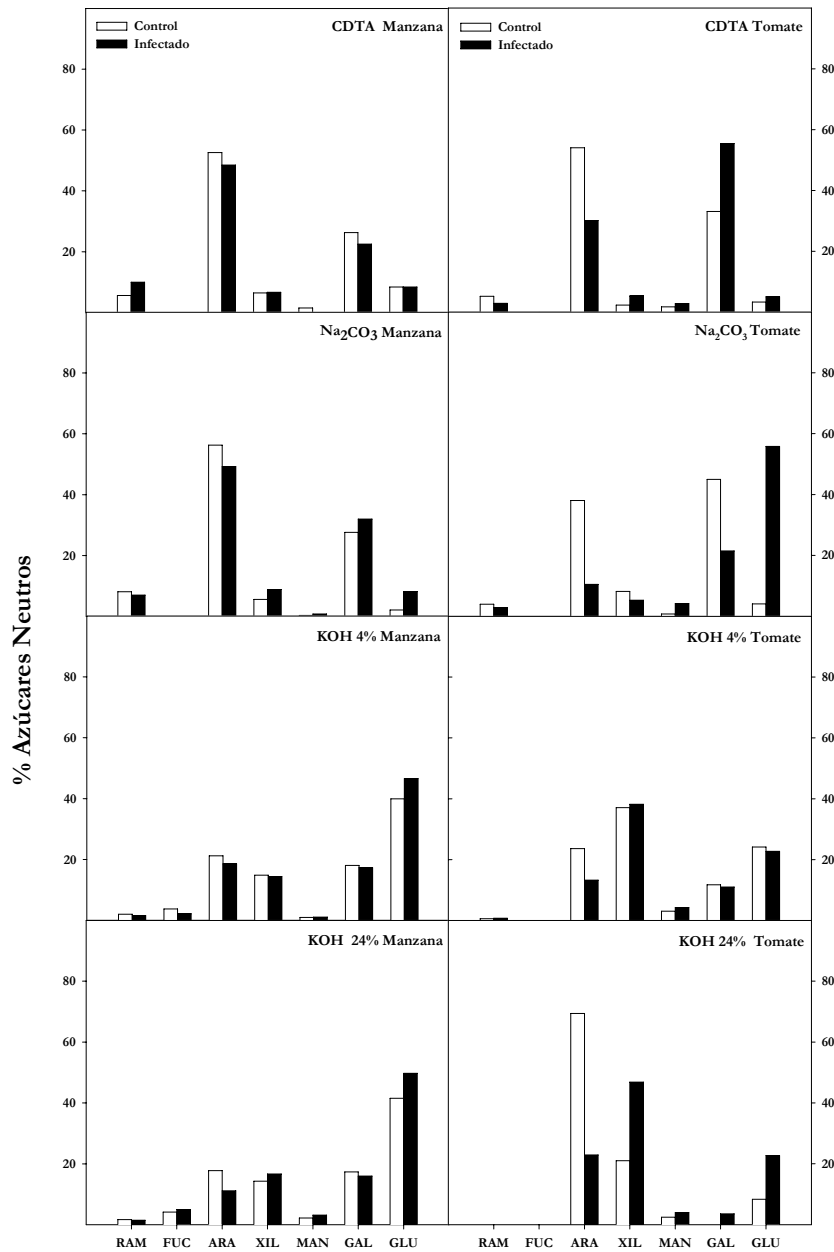 Control
Infectado
CDTA Manzana
80
60
40
20
Control
Infectado
CDTA Tomate
80
60
40
20
Na2CO3 Manzana
80
60
40
20
Na2CO3 Tomate
80
60
40
20
% Azúcares Neutros
KOH 4% Manzana
80
60
40
20
KOH 4% Tomate
80
60
40
20
KOH 24% Manzana
80
60
40
20
KOH 24% Tomate
80
60
40
20
RAM FUC ARA XIL MAN GAL GLU
RAM FUC ARA XIL MAN GAL GLU